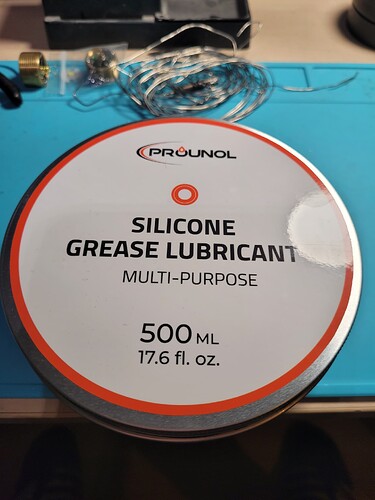 PROUNOL
SILICONE
GREASE LUBRICANT
MULTI-PURPOSE
500 ML
17.6 fl. oz.